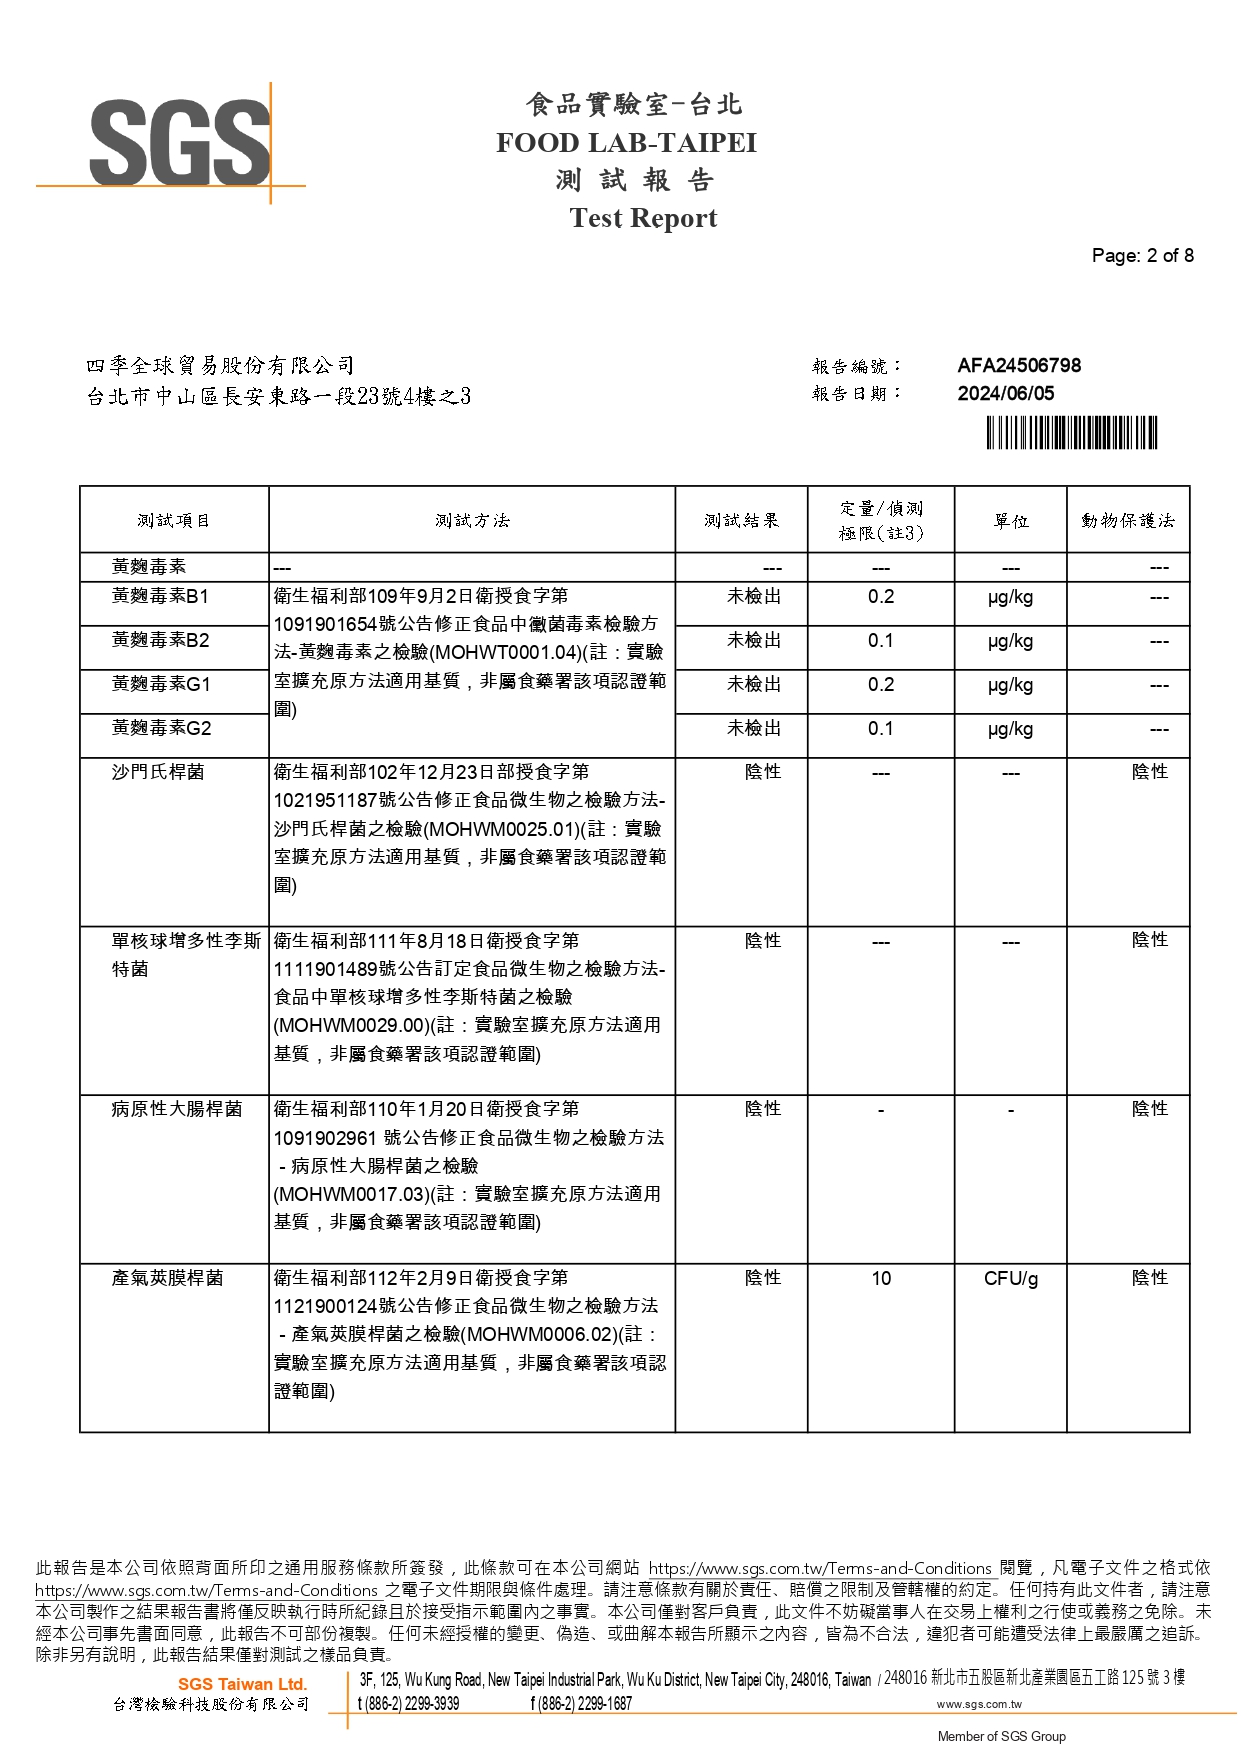 SGS
食品實驗室-台北
FOOD LAB-TAIPEI
測 試 報 告
Test Report
Page: 2 of 8
四季全球貿易股份有限公司
台北市中山區長安東路一段23號4樓之3
報告編號： AFA24506798
報告日期： 2024/06/05
測試項目 測試方法 測試結果 定量/偵測 單位 動物保護法
極限(註3)
黃麴毒素 --- --- --- --- ---
黃麴毒素B1 衛生福利部109年9月2日衛授食字第 未檢出 0.2 μg/kg ---
1091901654號公告修正食品中黴菌毒素檢驗方
黃麴毒素B2 未檢出 0.1 μg/kg ---
法-黃麴毒素之檢驗(MOHWT0001.04)(註：實驗
黃麴毒素G1 室擴充原方法適用基質，非屬食藥署該項認證範 未檢出 0.2 μg/kg ---
圍)
黃麴毒素G2 未檢出 0.1 μg/kg ---
沙門氏桿菌 衛生福利部102年12月23日部授食字第 陰性 --- --- 陰性
1021951187號公告修正食品微生物之檢驗方法-
沙門氏桿菌之檢驗(MOHWM0025.01)(註：實驗
室擴充原方法適用基質，非屬食藥署該項認證範
圍)
單核球增多性李斯 衛生福利部111年8月18日衛授食字第 陰性 --- --- 陰性
特菌 1111901489號公告訂定食品微生物之檢驗方法-
食品中單核球增多性李斯特菌之檢驗
(MOHWM0029.00)(註：實驗室擴充原方法適用
基質，非屬食藥署該項認證範圍)
病原性大腸桿菌 衛生福利部110年1月20日衛授食字第 陰性 - - 陰性
1091902961 號公告修正食品微生物之檢驗方法
－病原性大腸桿菌之檢驗
(MOHWM0017.03)(註：實驗室擴充原方法適用
基質，非屬食藥署該項認證範圍)
產氣莢膜桿菌 衛生福利部112年2月9日衛授食字第 陰性 10 CFU/g 陰性
1121900124號公告修正食品微生物之檢驗方法
－產氣莢膜桿菌之檢驗(MOHWM0006.02)(註：
實驗室擴充原方法適用基質，非屬食藥署該項認
證範圍)
此報告是本公司依照背面所印之通用服務條款所簽發，此條款可在本公司網站 https://www.sgs.com.tw/Terms-and-Conditions 閱覽，凡電子文件之格式依
https://www.sgs.com.tw/Terms-and-Conditions 之電子文件期限與條件處理。請注意條款有關於責任、賠償之限制及管轄權的約定。任何持有此文件者，請注意
本公司製作之結果報告書將僅反映執行時所紀錄且於接受指示範圍內之事實。本公司僅對客戶負責，此文件不妨礙當事人在交易上權利之行使或義務之免除。未
經本公司事先書面同意，此報告不可部份複製。任何未經授權的變更、偽造、或曲解本報告所顯示之內容，皆為不合法，違犯者可能遭受法律上最嚴厲之追訴。
除非另有說明，此報告結果僅對測試之樣品負責。
SGS Taiwan Ltd. 3F, 125, Wu Kung Road, New Taipei Industrial Park, Wu Ku District, New Taipei City, 248016, Taiwan / 248016 新北市五股區新北產業園區五工路 125 號 3 樓
台灣檢驗科技股份有限公司 t (886-2) 2299-3939 f (886-2) 2299-1687 www.sgs.com.tw
Member of SGS Group